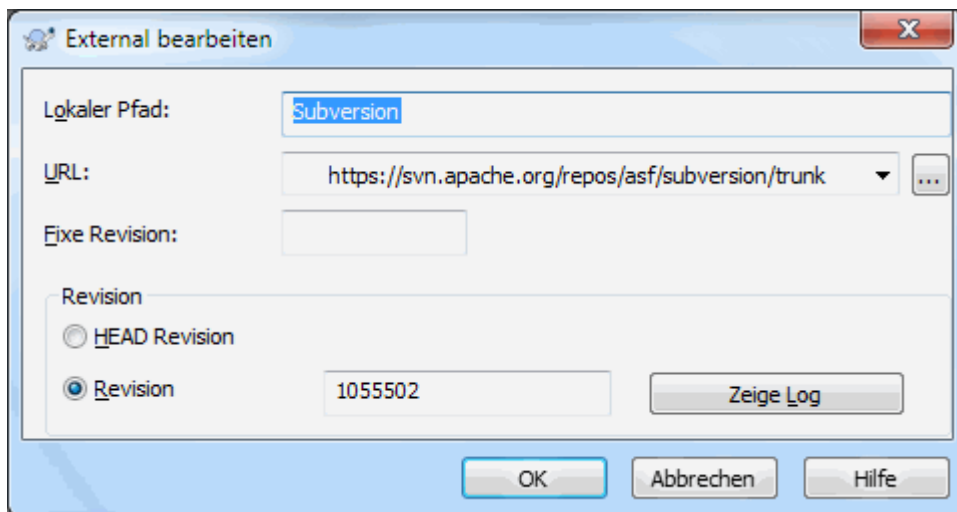 External bearbeiten
Lokaler Pfad: Subversion
URL: https://svn.apache.org/repos/asf/subversion/trunk ...
Fixe Revision:
Revision
HEAD Revision
Revision 1055502 Zeige Log
OK Abbrechen Hilfe